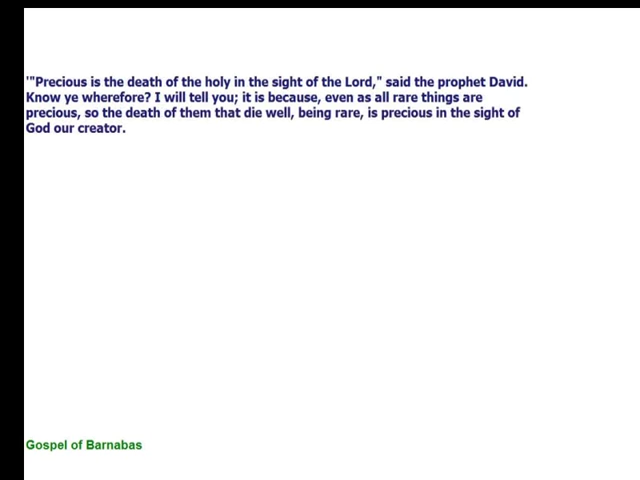 '"Precious is the death of the holy in the sight of the Lord," said the prophet David.
Know ye wherefore? I will tell you; it is because, even as all rare things are
precious, so the death of them that die well, being rare, is precious in the sight of
God our creator.
Gospel of Barnabas